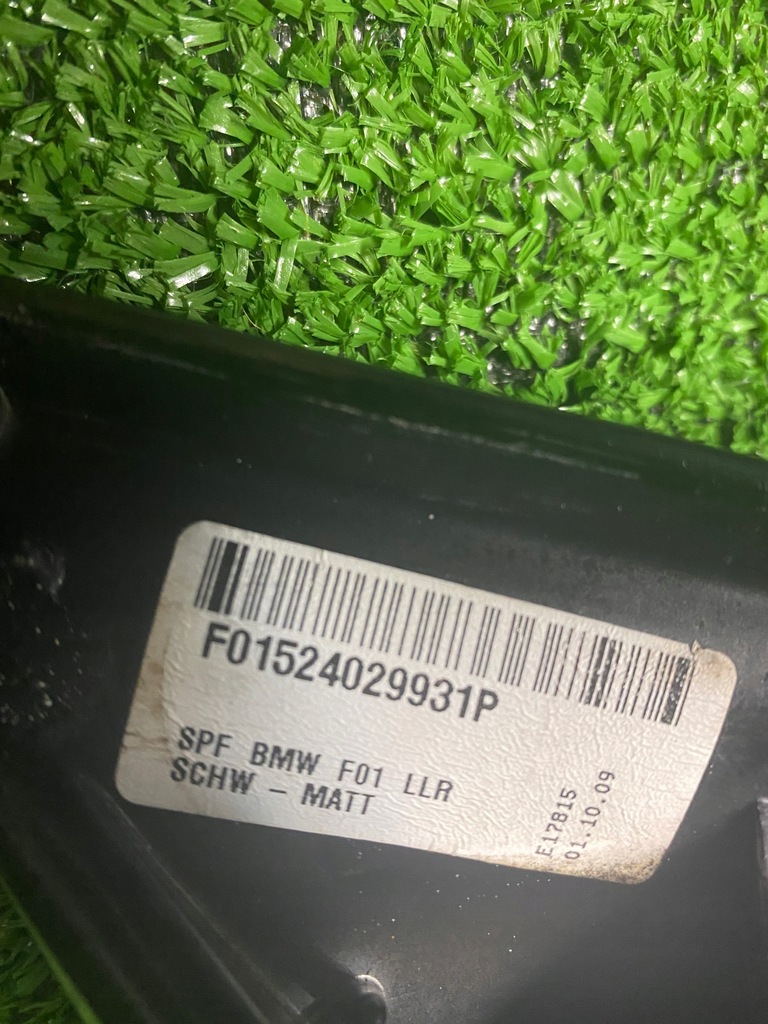 F01524029931P
SPF BMW F01 LLR
SCHW - MATT
E17815
01.10.09